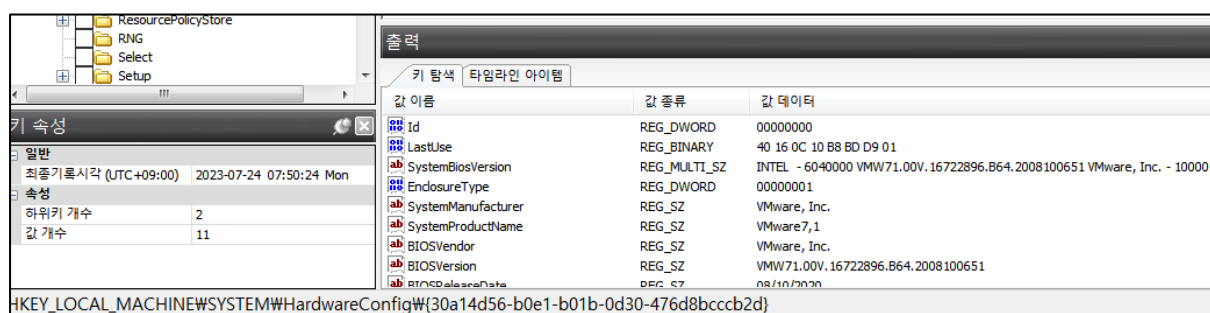 ResourcePolicyStore
RNG
Select
Setup
키 속성
일반
최종기록시각 (UTC+09:00) 2023-07-24 07:50:24 Mon
속성
하위키 개수 2
값 개수 11
출력
키 탐색 타임라인 아이템
값 이름 값 종류 값 데이터
Id REG_DWORD 00000000
LastUse REG_BINARY 40 16 0C 10 B8 BD D9 01
SystemBiosVersion REG_MULTI_SZ INTEL - 6040000 VMW71.00V.16722896.B64.2008100651 VMware, Inc. - 10000
EnclosureType REG_DWORD 00000001
SystemManufacturer REG_SZ VMware, Inc.
SystemProductName REG_SZ VMware7,1
BIOSVendor REG_SZ VMware, Inc.
BIOSVersion REG_SZ VMW71.00V.16722896.B64.2008100651
BIOSReleaseDate REG_SZ 08/10/2020
HKEY_LOCAL_MACHINE₩SYSTEM₩HardwareConfig₩{30a14d56-b0e1-b01b-0d30-476d8bcccb2d}